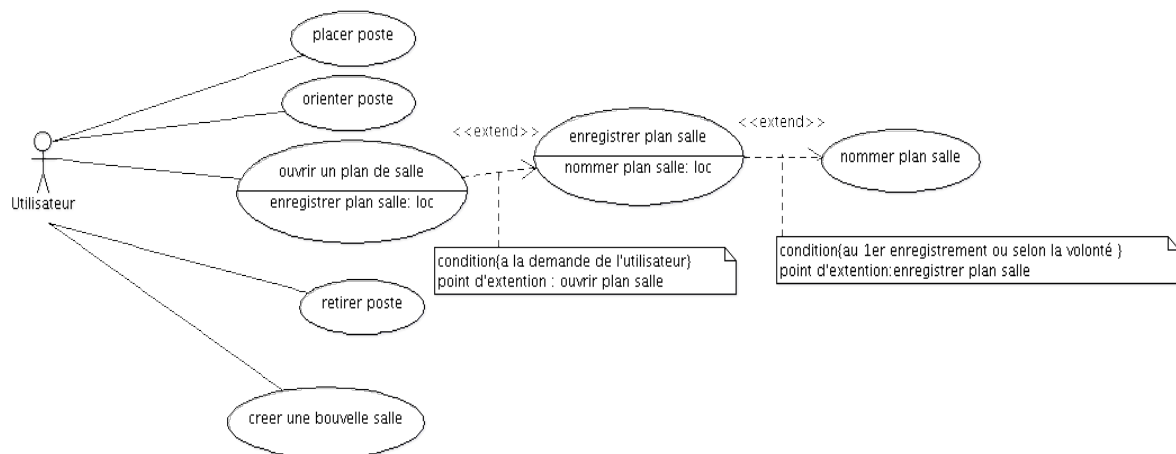 placer poste
orienter poste
<<extend>>
enregistrer plan salle
<<extend>>
nommer plan salle: loc
nommer plan salle
ouvrir un plan de salle
enregistrer plan salle: loc
Utilisateur
condition{a la demande de l'utilisateur}
point d'extention : ouvrir plan salle
condition{au 1er enregistrement ou selon la volonté }
point d'extention:enregistrer plan salle
retirer poste
creer une bouvelle salle